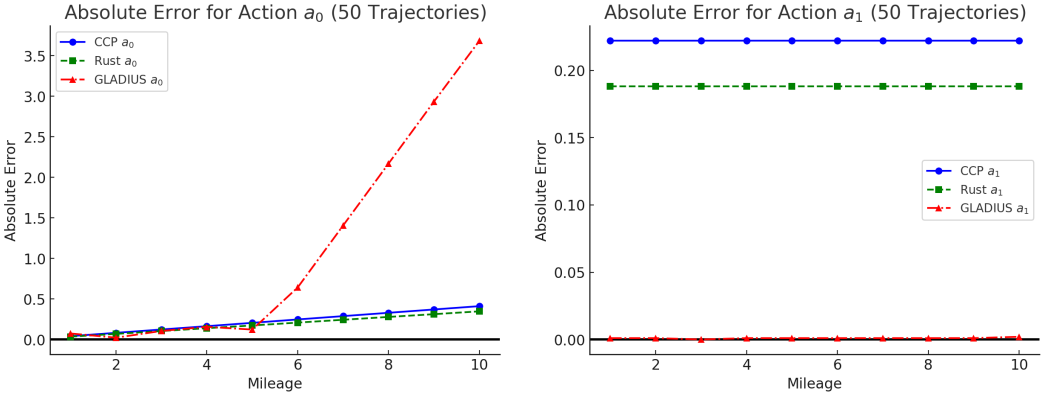 Absolute Error for Action a₀ (50 Trajectories)
CCP a₀
Rust a₀
GLADIUS a₀
Absolute Error
3.5
3.0
2.5
2.0
1.5
1.0
0.5
0.0
2 4 6 8 10
Mileage
Absolute Error for Action a₁ (50 Trajectories)
CCP a₁
Rust a₁
GLADIUS a₁
Absolute Error
0.20
0.15
0.10
0.05
0.00
2 4 6 8 10
Mileage